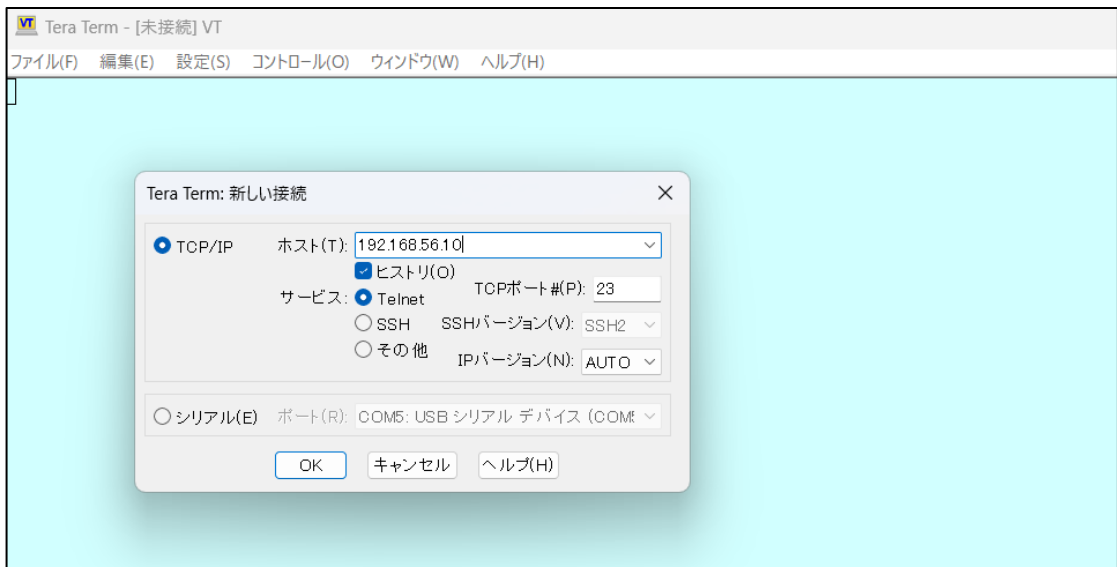 Tera Term - [未接続] VT
ファイル(F) 編集(E) 設定(S) コントロール(O) ウィンドウ(W) ヘルプ(H)
Tera Term: 新しい接続
TCP/IP ホスト(T): 192.168.56.10
ヒストリ(O)
サービス: Telnet TCPポート#(P): 23
SSH SSHバージョン(V): SSH2
その他 IPバージョン(N): AUTO
シリアル(E) ポート(R): COM5: USB シリアル デバイス (COM5
OK キャンセル ヘルプ(H)